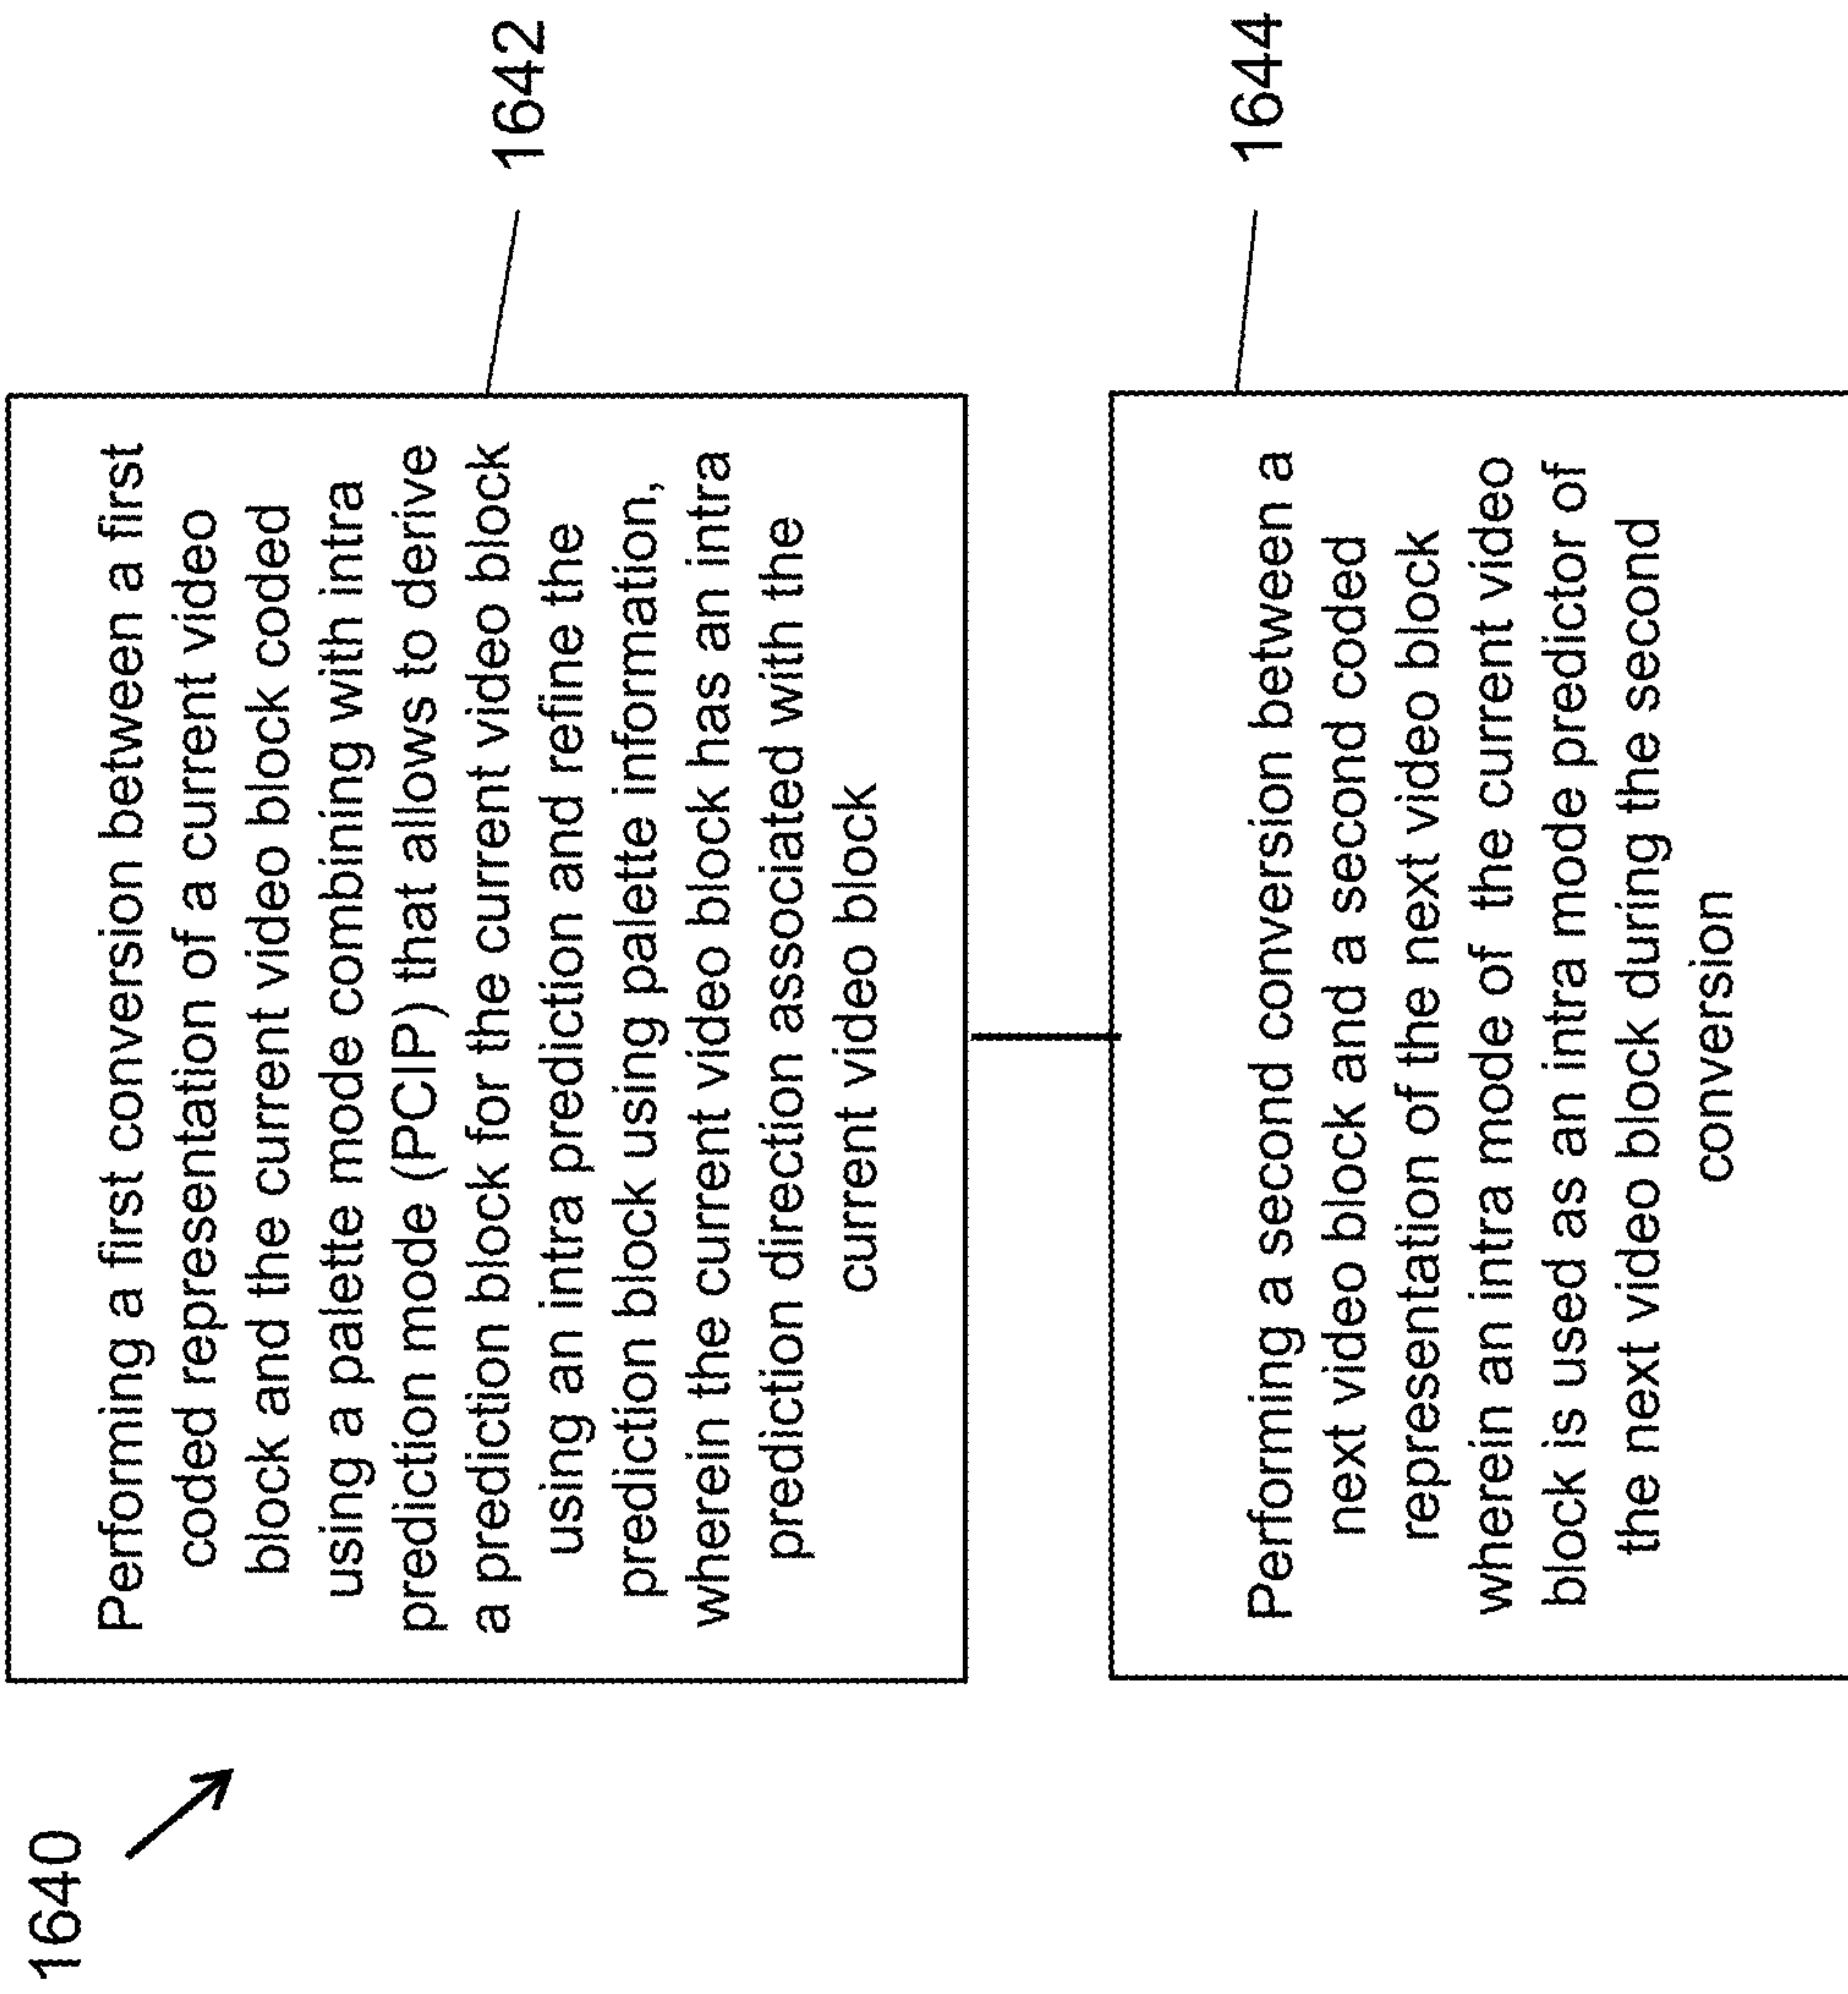 1640
Performing a first conversion between a first
coded representation of a current video
block and the current video block coded
using a palette mode combining with intra
prediction mode (PCIP) that allows to derive
a prediction block for the current video block
using an intra prediction and refine the
prediction block using palette information,
wherein the current video block has an intra
prediction direction associated with the
current video block
1642
Performing a second conversion between a
next video block and a second coded
representation of the next video block
wherein an intra mode of the current video
block is used as an intra mode predictor of
the next video block during the second
conversion
1644